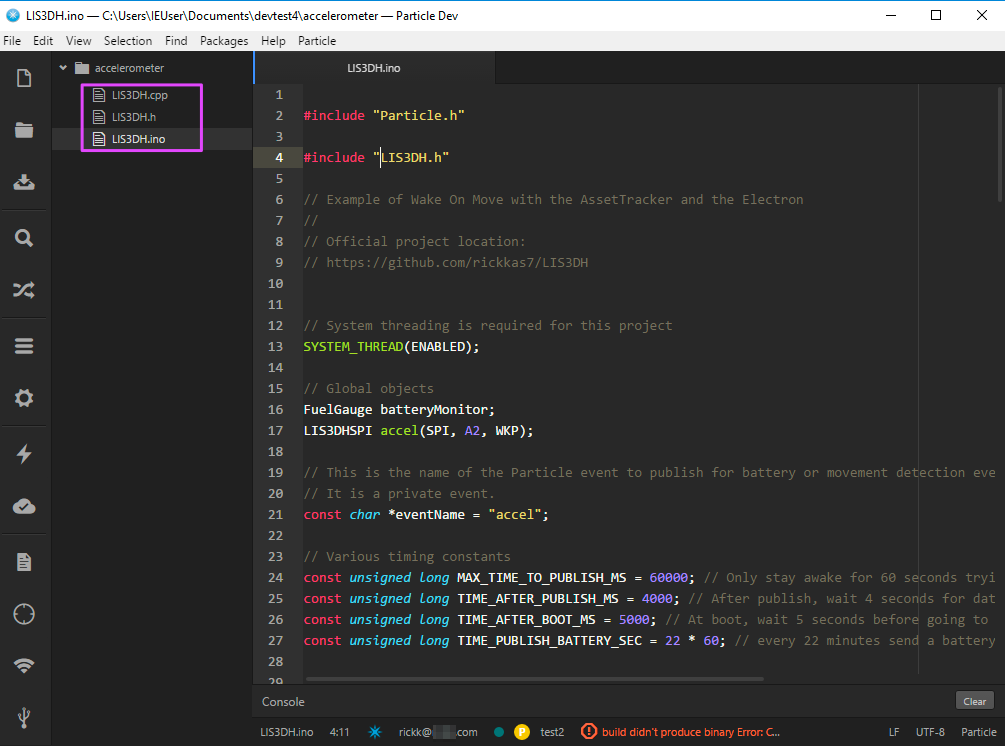 LIS3DH.ino — C:\Users\IEUser\Documents\devtest4\accelerometer — Particle Dev
File Edit View Selection Find Packages Help Particle
accelerometer
LIS3DH.cpp
LIS3DH.h
LIS3DH.ino
LIS3DH.ino
1
2 #include "Particle.h"
3
4 #include "LIS3DH.h"
5
6 // Example of Wake On Move with the AssetTracker and the Electron
7 //
8 // Official project location:
9 // https://github.com/rickkas7/LIS3DH
10
11
12 // System threading is required for this project
13 SYSTEM_THREAD(ENABLED);
14
15 // Global objects
16 FuelGauge batteryMonitor;
17 LIS3DHSPI accel(SPI, A2, WKP);
18
19 // This is the name of the Particle event to publish for battery or movement detection eve
20 // It is a private event.
21 const char *eventName = "accel";
22
23 // Various timing constants
24 const unsigned long MAX_TIME_TO_PUBLISH_MS = 60000; // Only stay awake for 60 seconds tryi
25 const unsigned long TIME_AFTER_PUBLISH_MS = 4000; // After publish, wait 4 seconds for dat
26 const unsigned long TIME_AFTER_BOOT_MS = 5000; // At boot, wait 5 seconds before going to
27 const unsigned long TIME_PUBLISH_BATTERY_SEC = 22 * 60; // every 22 minutes send a battery
28
29
Console
Clear
LIS3DH.ino 4:11 rickk@ .com P test2 build didn't produce binary Error: C... LF UTF-8 Particle